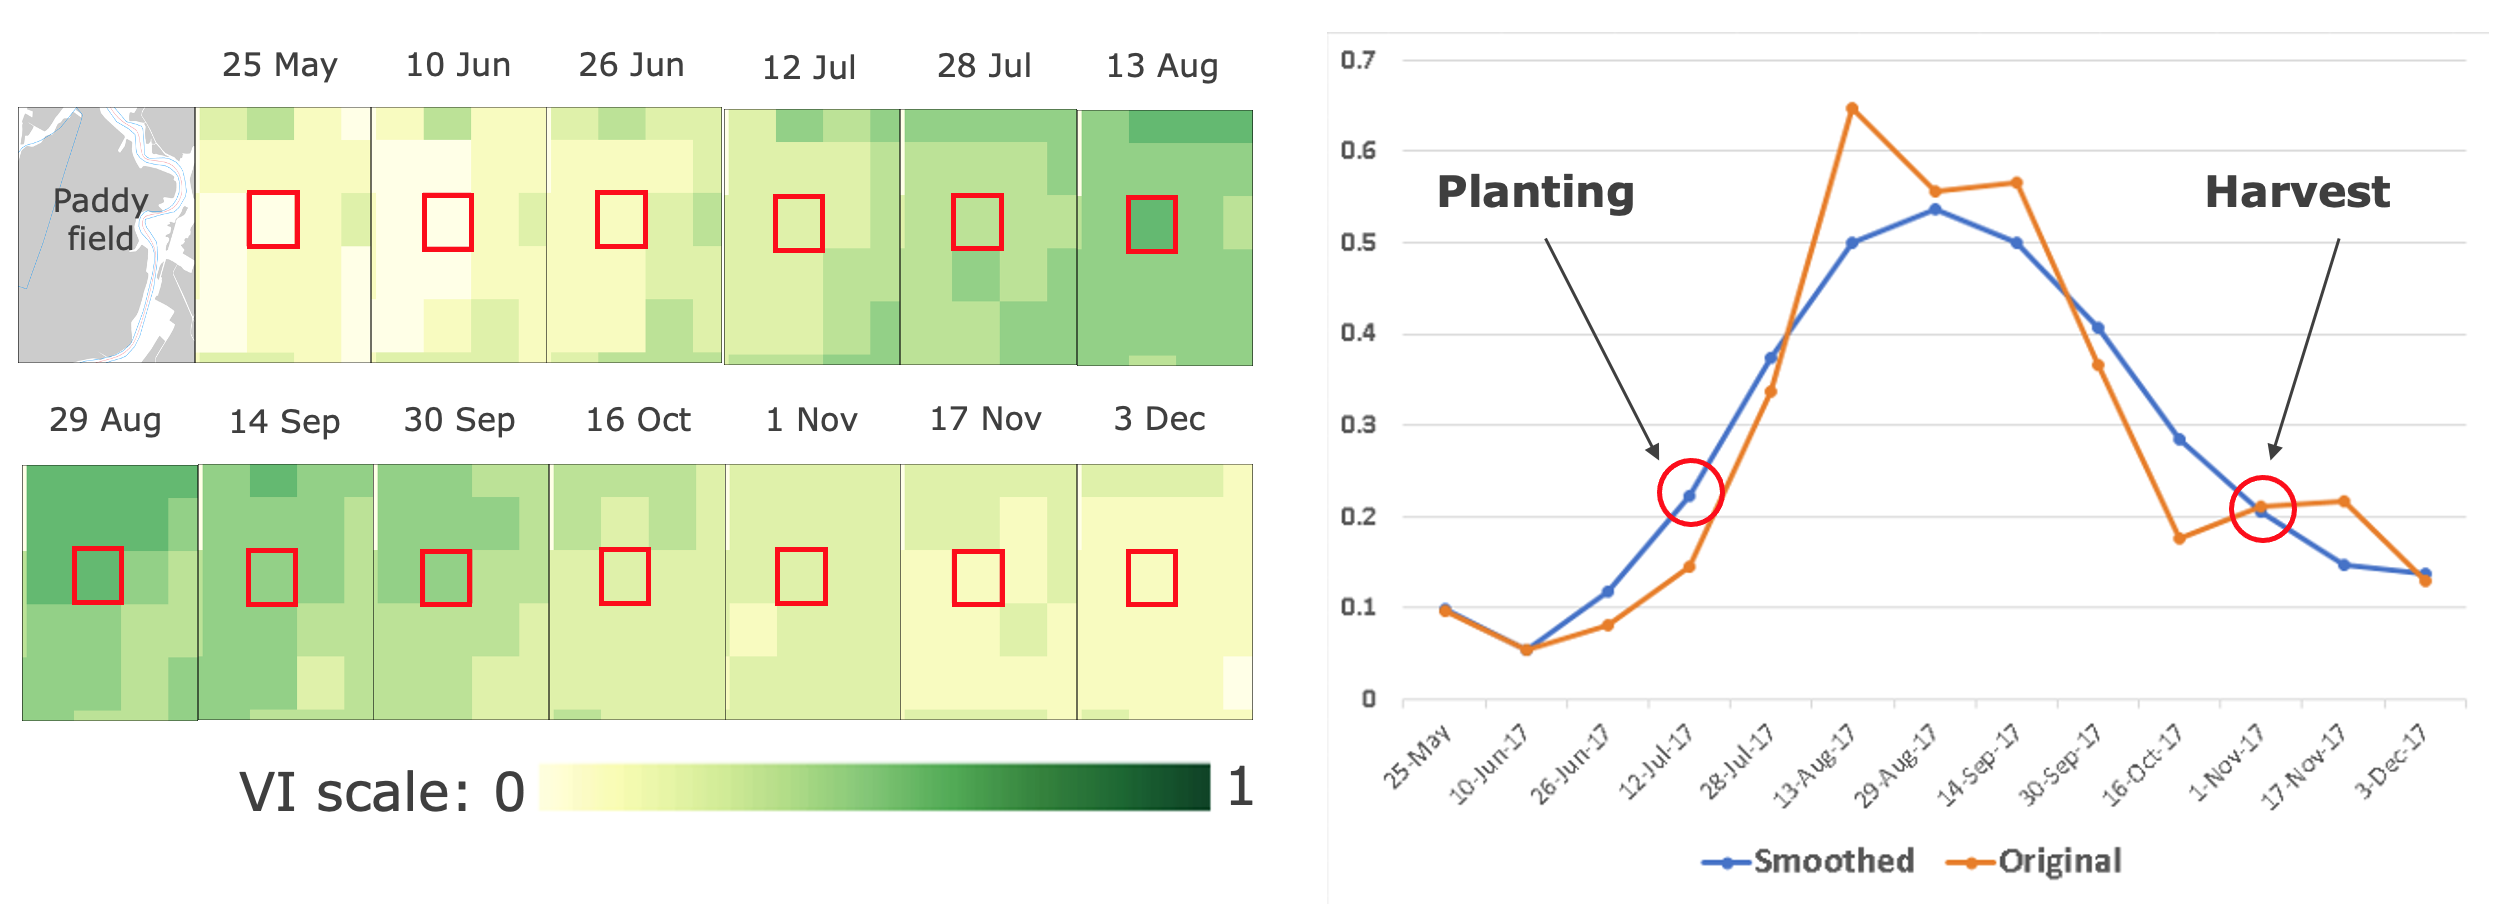 25 May
10 Jun
26 Jun
12 Jul
28 Jul
13 Aug
Paddy
field
29 Aug
14 Sep
30 Sep
16 Oct
1 Nov
17 Nov
3 Dec
VI scale: 0
1
0.7
0.6
0.5
0.4
0.3
0.2
0.1
0
Planting
Harvest
25-May
10-Jun-17
26-Jun-17
12-Jul-17
28-Jul-17
13-Aug-17
29-Aug-17
14-Sep-17
30-Sep-17
16-Oct-17
1-Nov-17
17-Nov-17
3-Dec-17
Smoothed
Original